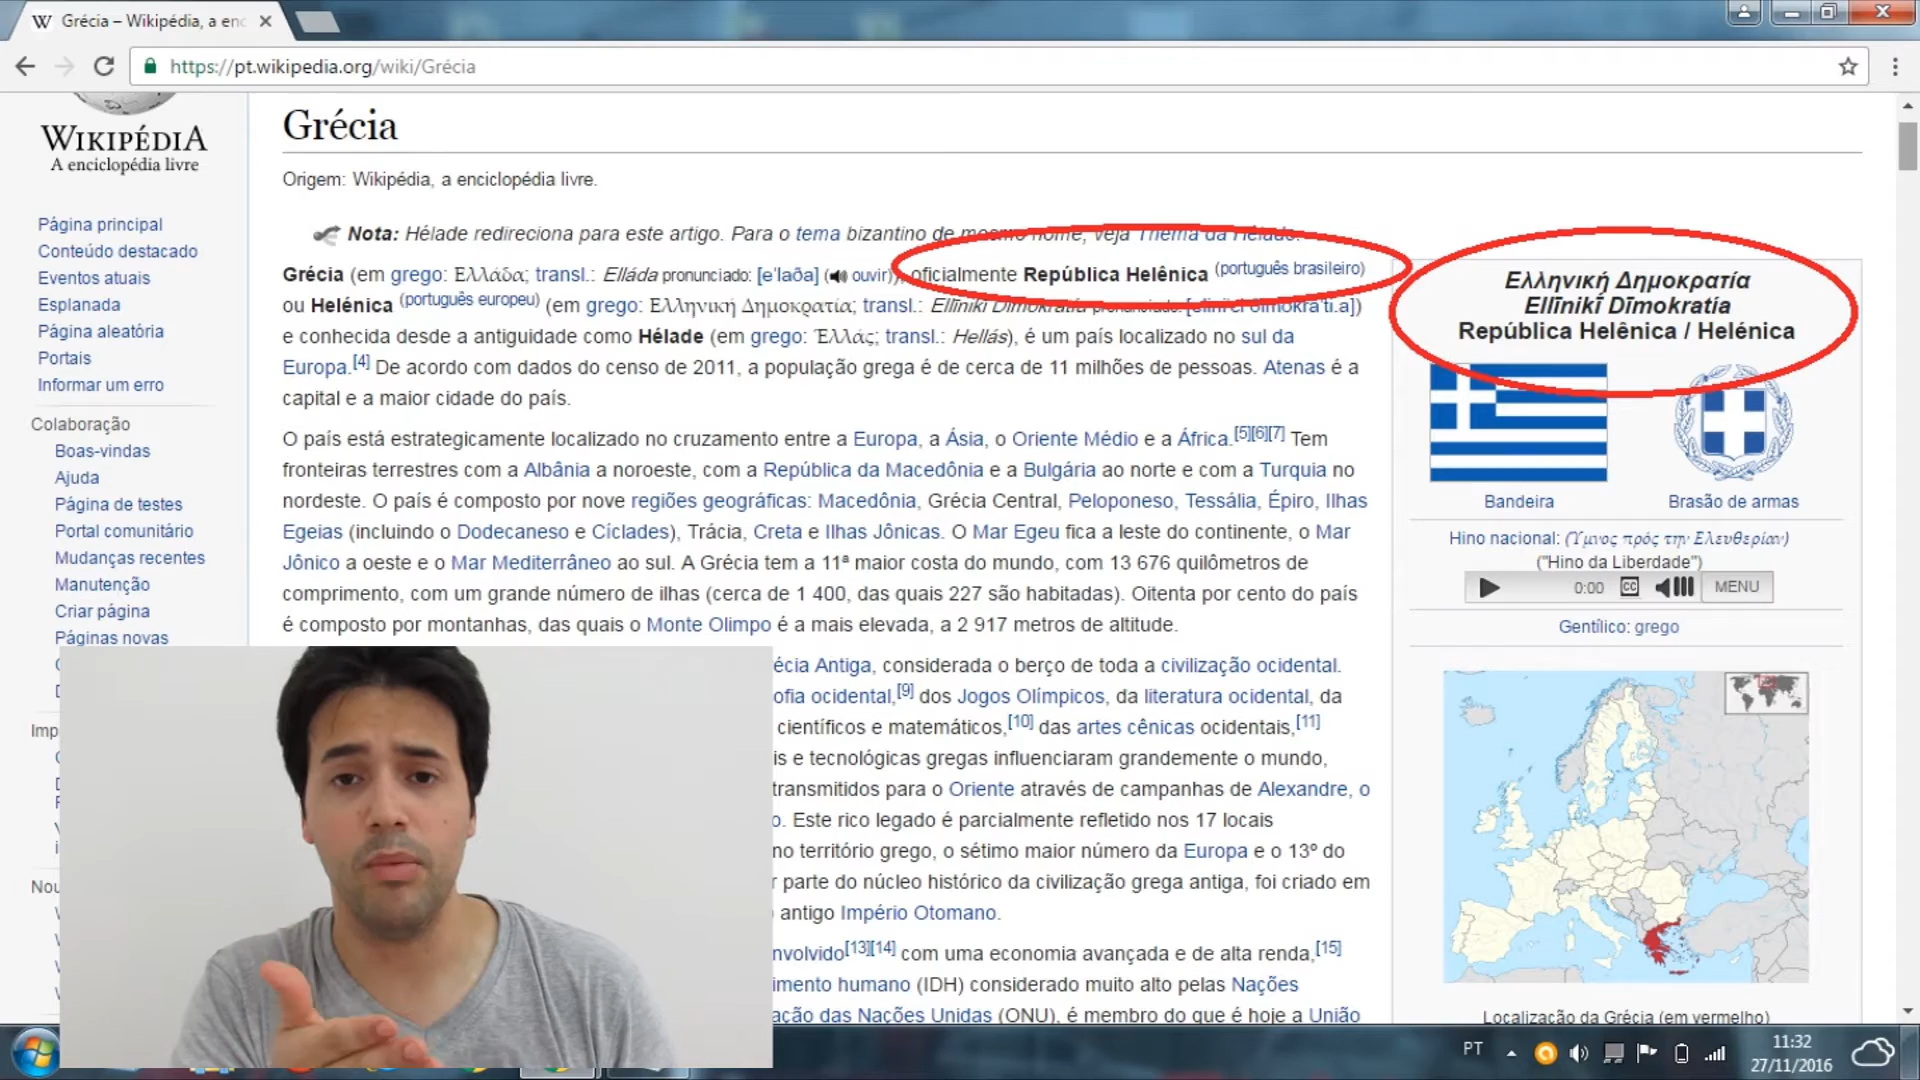 Grécia – Wikipédia, a enc
https://pt.wikipedia.org/wiki/Grécia
WIKIPÉDIA
A enciclopédia livre
Página principal
Conteúdo destacado
Eventos atuais
Esplanada
Página aleatória
Portais
Informar um erro
Colaboração
Boas-vindas
Ajuda
Página de testes
Portal comunitário
Mudanças recentes
Manutenção
Criar página
Páginas novas
Imp
Grécia
Origem: Wikipédia, a enciclopédia livre.
Nota: Hélade redireciona para este artigo. Para o tema bizantino de mesmo nome, veja Thema da Hélade.
Grécia (em grego: Ελλάδα; transl.: Elláda pronunciado: [e'laða] (ouvir)), oficialmente República Helênica (português brasileiro)
ou Helénica (português europeu) (em grego: Ελληνική Δημοκρατία; transl.: Ellīnikī Dīmokratía pronunciado: [eliniˈci ðimokraˈti.a])
e conhecida desde a antiguidade como Hélade (em grego: Ἑλλάς; transl.: Hellás), é um país localizado no sul da
Europa.[4] De acordo com dados do censo de 2011, a população grega é de cerca de 11 milhões de pessoas. Atenas é a
capital e a maior cidade do país.
O país está estrategicamente localizado no cruzamento entre a Europa, a Ásia, o Oriente Médio e a África.[5][6][7] Tem
fronteiras terrestres com a Albânia a noroeste, com a República da Macedônia e a Bulgária ao norte e com a Turquia no
nordeste. O país é composto por nove regiões geográficas: Macedônia, Grécia Central, Peloponeso, Tessália, Épiro, Ilhas
Egeias (incluindo o Dodecaneso e Cíclades), Trácia, Creta e Ilhas Jônicas. O Mar Egeu fica a leste do continente, o Mar
Jônico a oeste e o Mar Mediterrâneo ao sul. A Grécia tem a 11ª maior costa do mundo, com 13 676 quilômetros de
comprimento, com um grande número de ilhas (cerca de 1 400, das quais 227 são habitadas). Oitenta por cento do país
é composto por montanhas, das quais o Monte Olimpo é a mais elevada, a 2 917 metros de altitude.
écia Antiga, considerada o berço de toda a civilização ocidental.
ofia ocidental,[9] dos Jogos Olímpicos, da literatura ocidental, da
científicos e matemáticos,[10] das artes cênicas ocidentais,[11]
is e tecnológicas gregas influenciaram grandemente o mundo,
transmitidos para o Oriente através de campanhas de Alexandre, o
o. Este rico legado é parcialmente refletido nos 17 locais
no território grego, o sétimo maior número da Europa e o 13º do
r parte do núcleo histórico da civilização grega antiga, foi criado em
antigo Império Otomano.
nvolvido[13][14] com uma economia avançada e de alta renda,[15]
imento humano (IDH) considerado muito alto pelas Nações
ação das Nações Unidas (ONU), é membro do que é hoje a União
Ελληνική Δημοκρατία
Ellīnikī Dīmokratía
República Helênica / Helénica
Bandeira
Brasão de armas
Hino nacional: (Ύμνος πρός την Ελευθερίαν)
("Hino da Liberdade")
0:00 CC MENU
Gentílico: grego
Localização da Grécia (em vermelho)
Nou
PT
11:32
27/11/2016